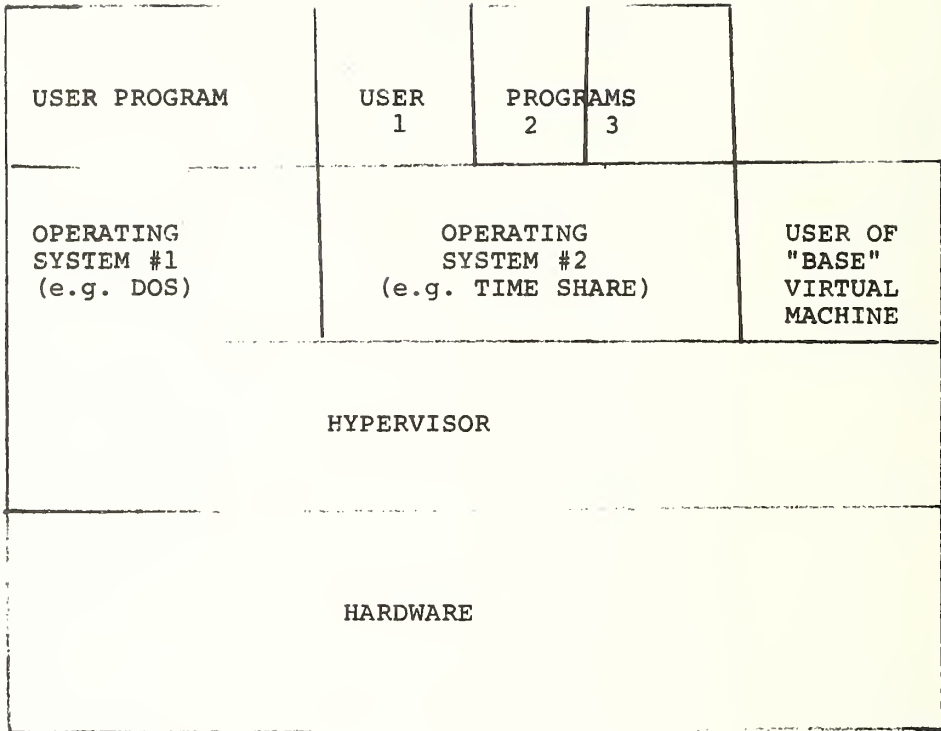 USER PROGRAM
USER
1
PROGRAMS
2 3
OPERATING
SYSTEM #1
(e.g. DOS)
OPERATING
SYSTEM #2
(e.g. TIME SHARE)
USER OF
"BASE"
VIRTUAL
MACHINE
HYPERVISOR
HARDWARE